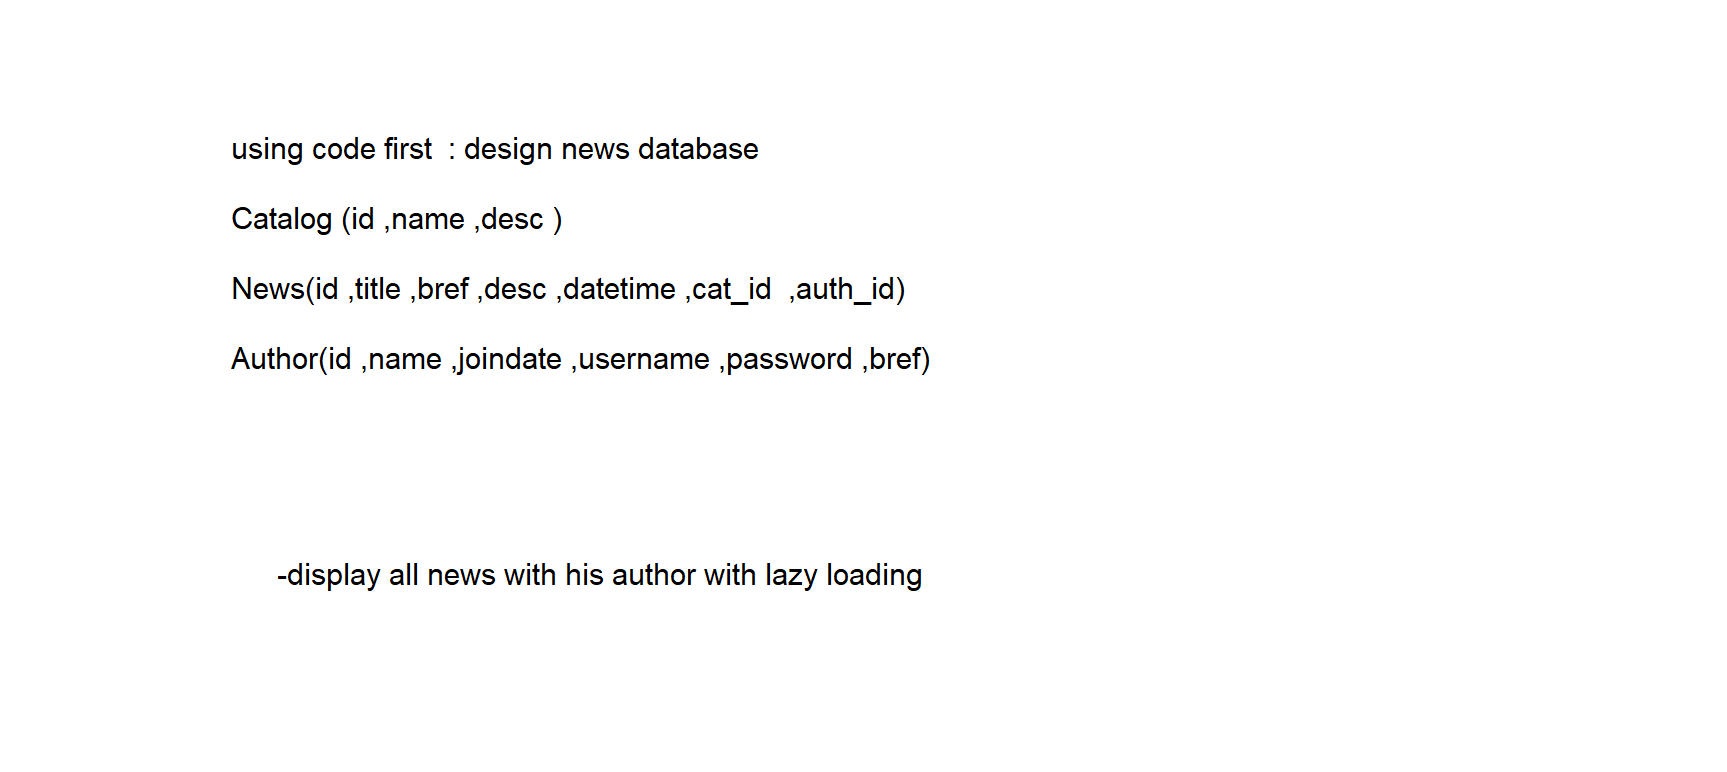 using code first  : design news database
Catalog (id ,name ,desc )
News(id ,title ,bref ,desc ,datetime ,cat_id  ,auth_id)
Author(id ,name ,joindate ,username ,password ,bref)
-display all news with his author with lazy loading